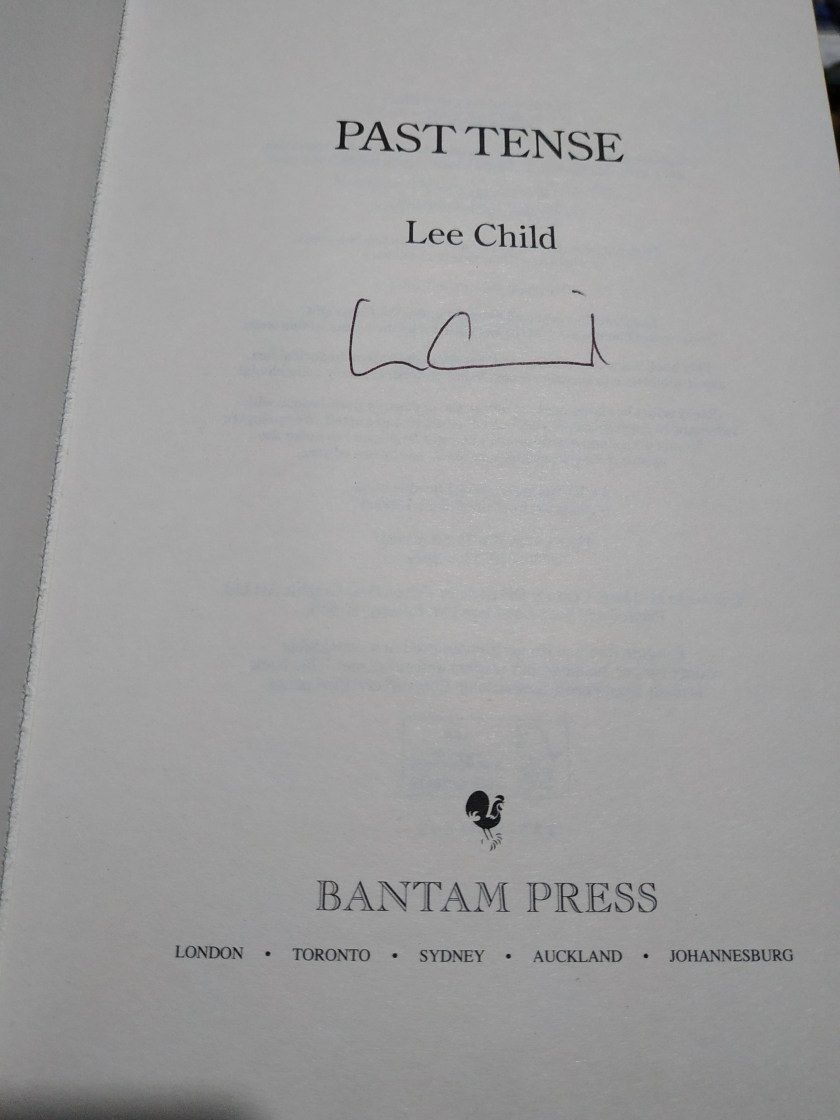 PAST TENSE
Lee Child
BANTAM PRESS
LONDON • TORONTO • SYDNEY • AUCKLAND • JOHANNESBURG